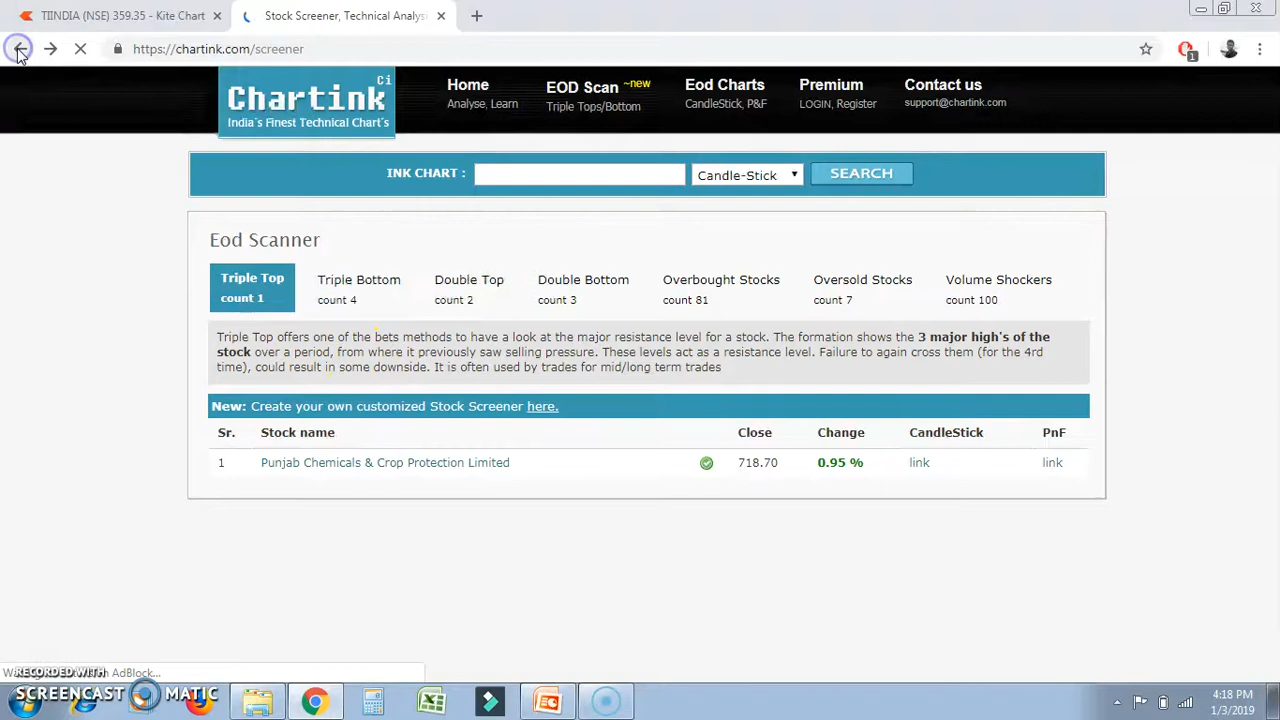 TIINDIA (NSE) 359.35 - Kite Chart
Stock Screener, Technical Analys
https://chartink.com/screener
1
Chartink Ci
India's Finest Technical Chart's
Home
Analyse, Learn
EOD Scan ~new
Triple Tops/Bottom
Eod Charts
CandleStick, P&F
Premium
LOGIN, Register
Contact us
support@chartink.com
INK CHART :
Candle-Stick
SEARCH
Eod Scanner
Triple Top
count 1
Triple Bottom
count 4
Double Top
count 2
Double Bottom
count 3
Overbought Stocks
count 81
Oversold Stocks
count 7
Volume Shockers
count 100
Triple Top offers one of the bets methods to have a look at the major resistance level for a stock. The formation shows the 3 major high's of the
stock over a period, from where it previously saw selling pressure. These levels act as a resistance level. Failure to again cross them (for the 4rd
time), could result in some downside. It is often used by trades for mid/long term trades
New: Create your own customized Stock Screener here.
Sr. Stock name Close Change CandleStick PnF
1 Punjab Chemicals & Crop Protection Limited 718.70 0.95 % link link
AdBlock...
RECORDED WITH
SCREENCAST MATIC
4:18 PM
1/3/2019